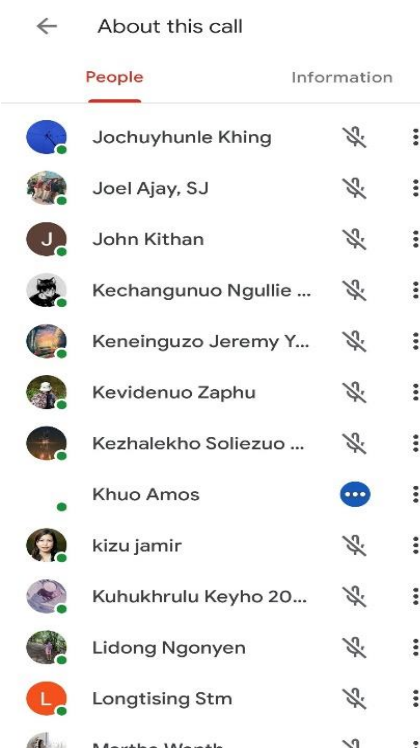 About this call
People Information
Jochuyhunle Khing
Joel Ajay, SJ
J John Kithan
Kechangunuo Ngullie ...
Keneinguzo Jeremy Y...
Kevidenuo Zaphu
Kezhalekho Soliezuo ...
Khuo Amos
kizu jamir
Kuhukhrulu Keyho 20...
Lidong Ngonyen
L Longtising Stm